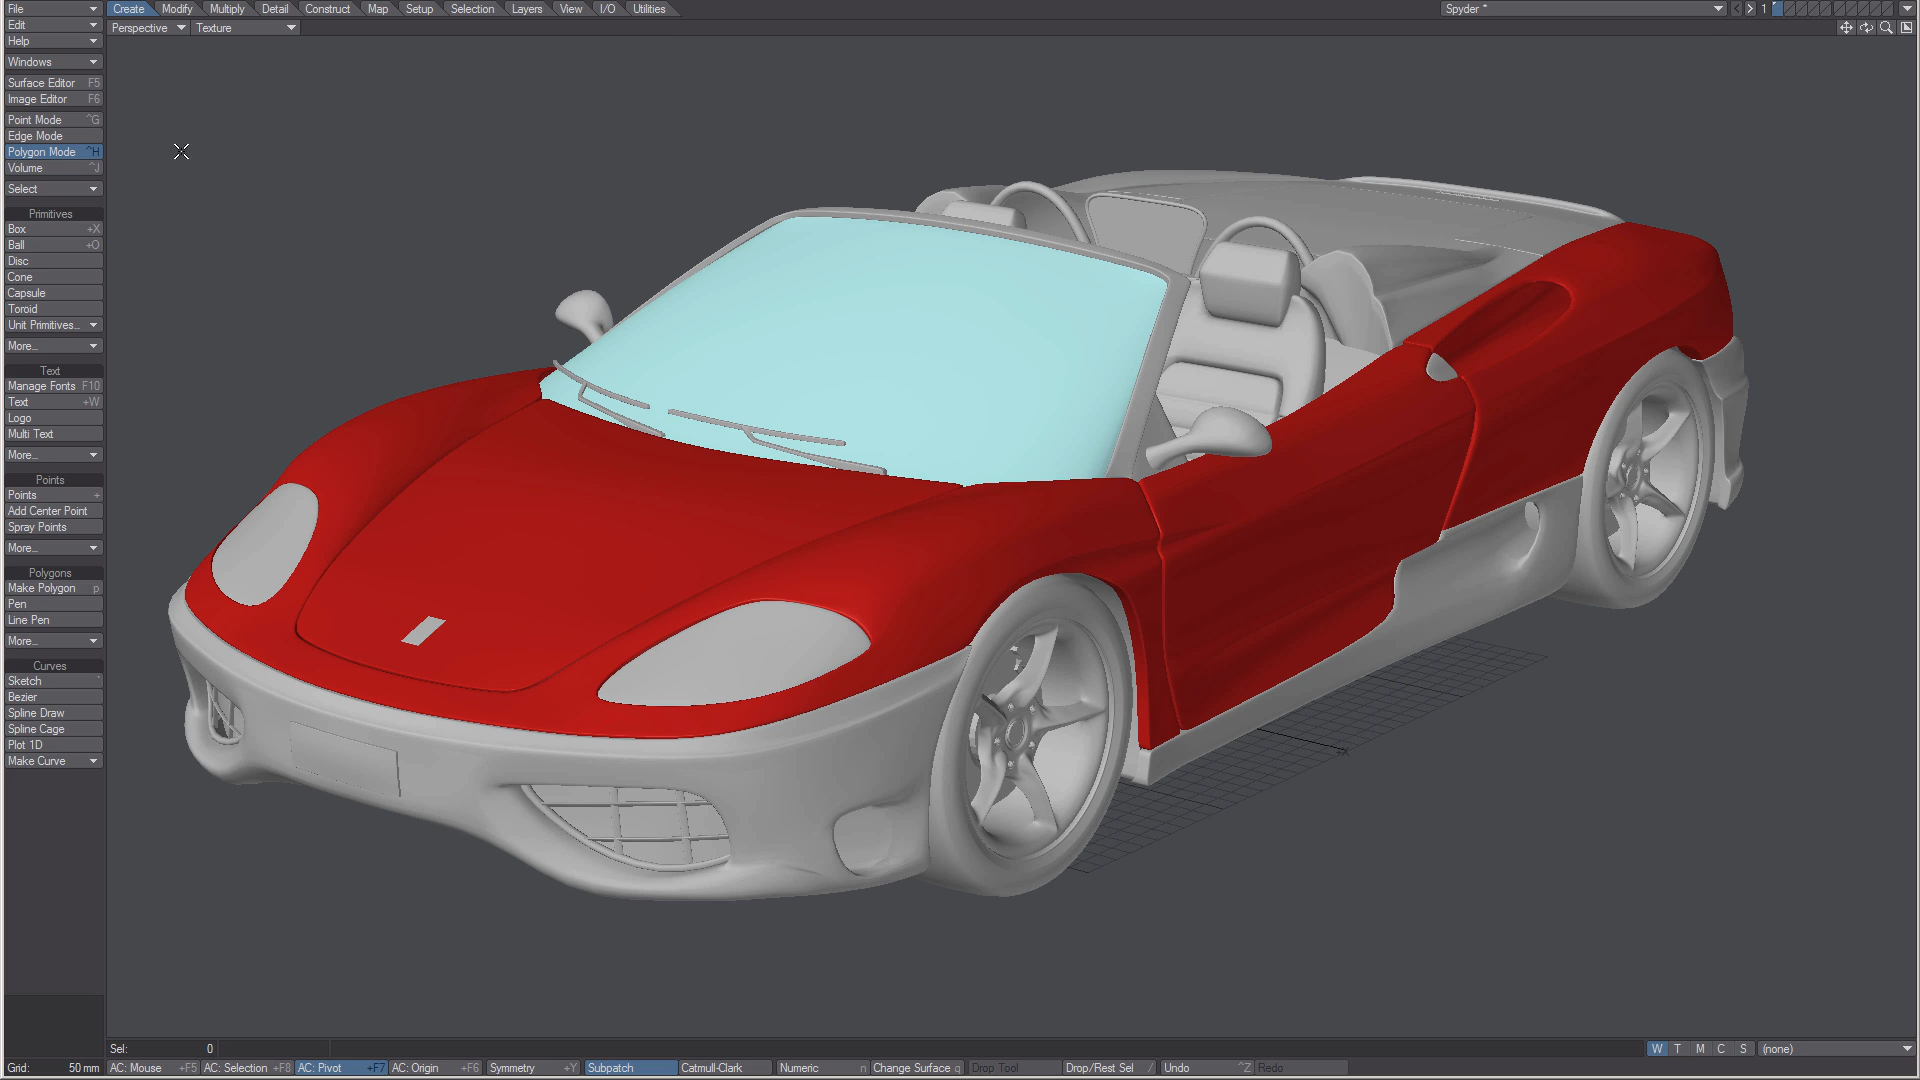 File
Edit
Help
Windows
Surface Editor F5
Image Editor F6
Point Mode ^G
Edge Mode
Polygon Mode ^H
Volume ^J
Select
Primitives
Box +X
Ball +O
Disc
Cone
Capsule
Toroid
Unit Primitives...
More...
Text
Manage Fonts F10
Text +W
Logo
Multi Text
More...
Points
Points +
Add Center Point
Spray Points
More...
Polygons
Make Polygon p
Pen
Line Pen
More...
Curves
Sketch '
Bezier
Spline Draw
Spline Cage
Plot 1D
Make Curve
Create Modify Multiply Detail Construct Map Setup Selection Layers View I/O Utilities
Spyder * < > 1
Perspective Texture
Sel: 0
W T M C S (none)
Grid: 50 mm AC: Mouse +F5 AC: Selection +F8 AC: Pivot +F7 AC: Origin +F6 Symmetry +Y Subpatch Catmull-Clark Numeric n Change Surface q Drop Tool Drop/Rest Sel / Undo ^Z Redo